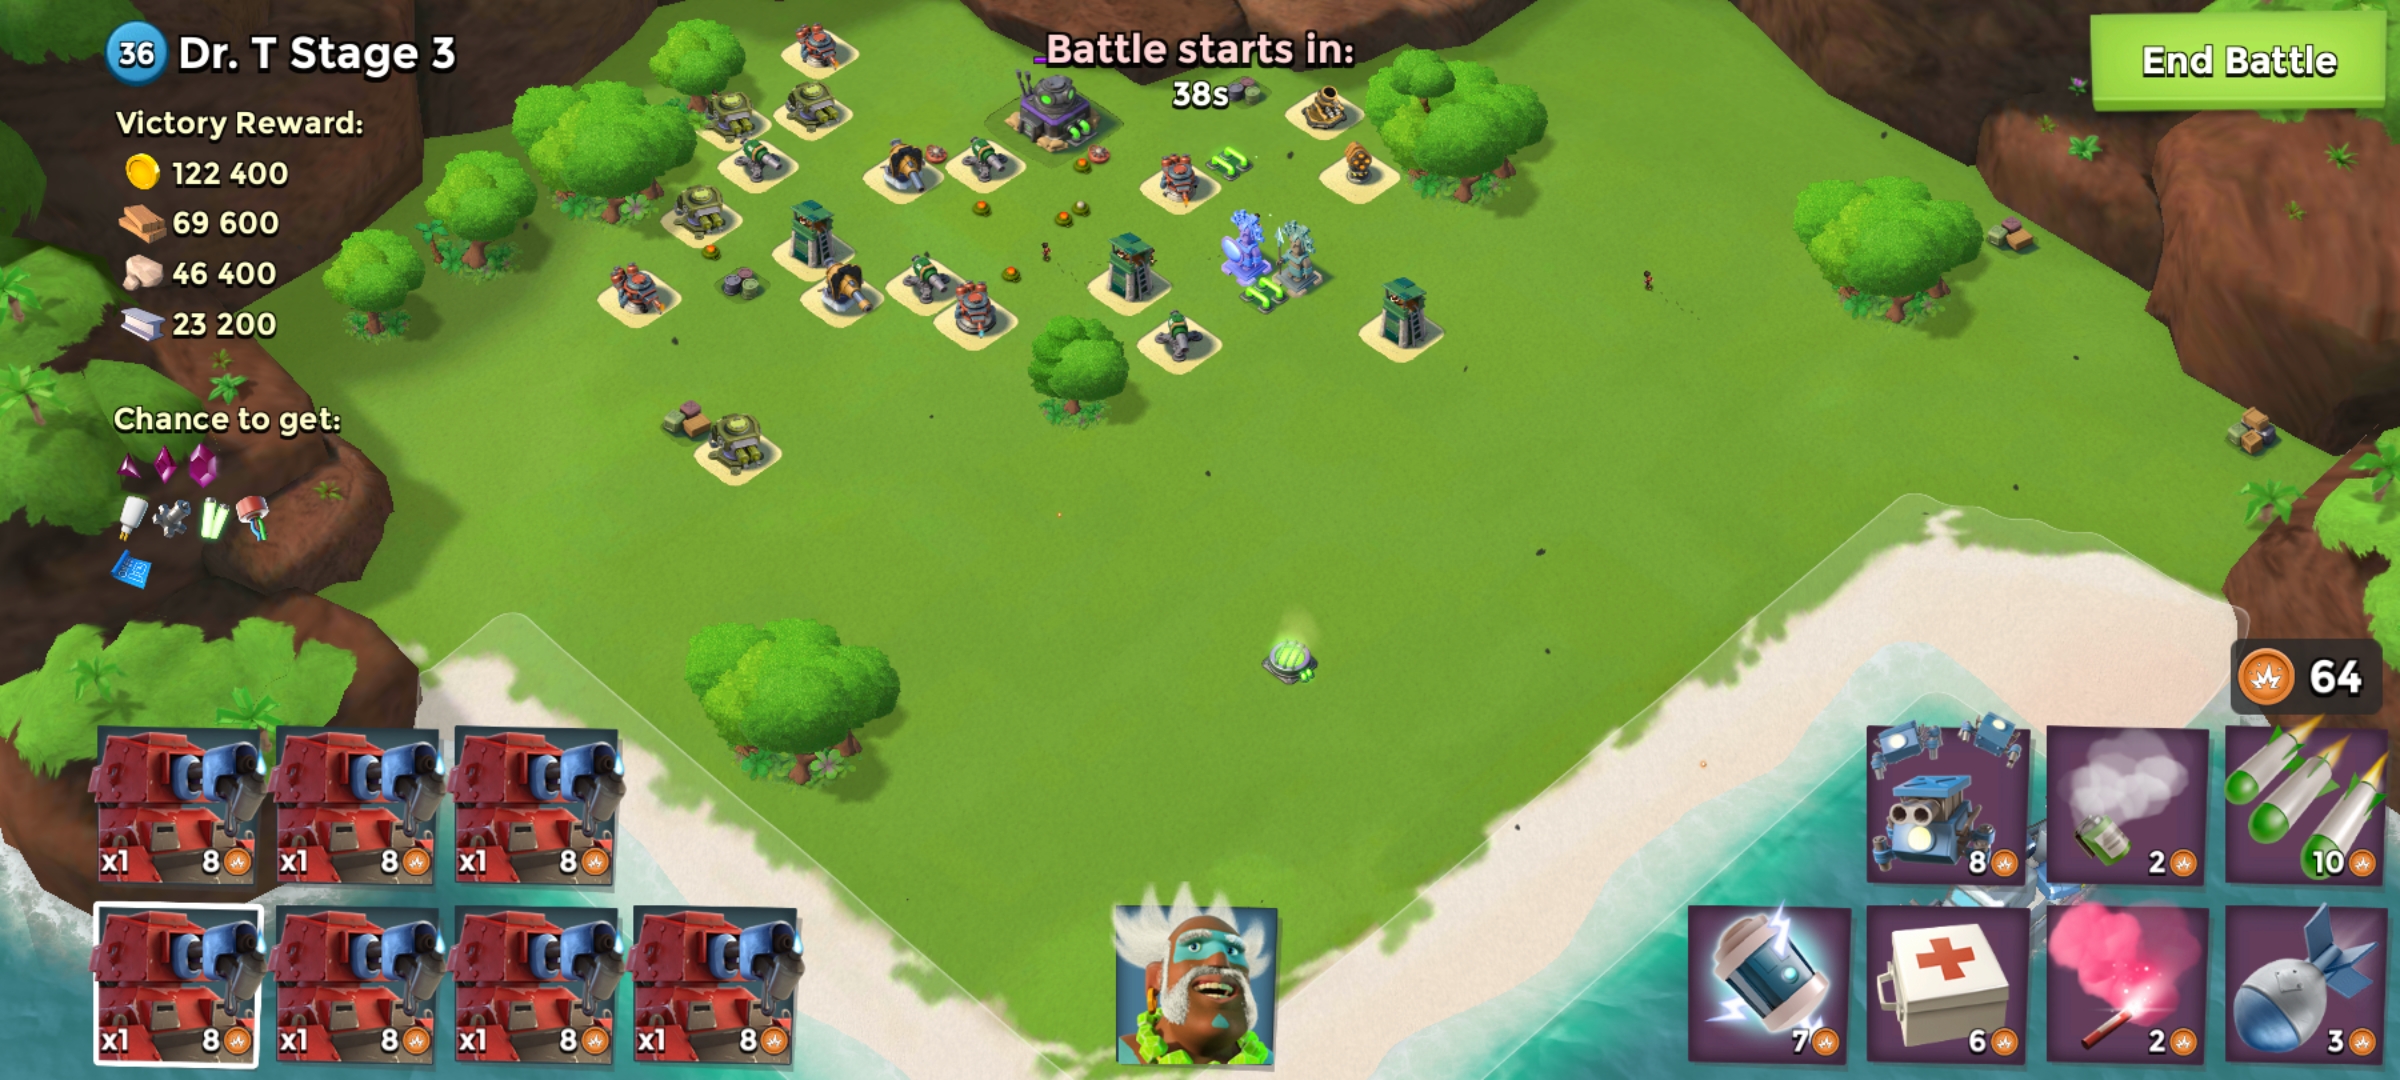 36 Dr. T Stage 3
Battle starts in:
38s
End Battle
Victory Reward:
122 400
69 600
46 400
23 200
Chance to get:
64
x1 8
x1 8
x1 8
8
2
10
x1 8
x1 8
x1 8
x1 8
7
6
2
3